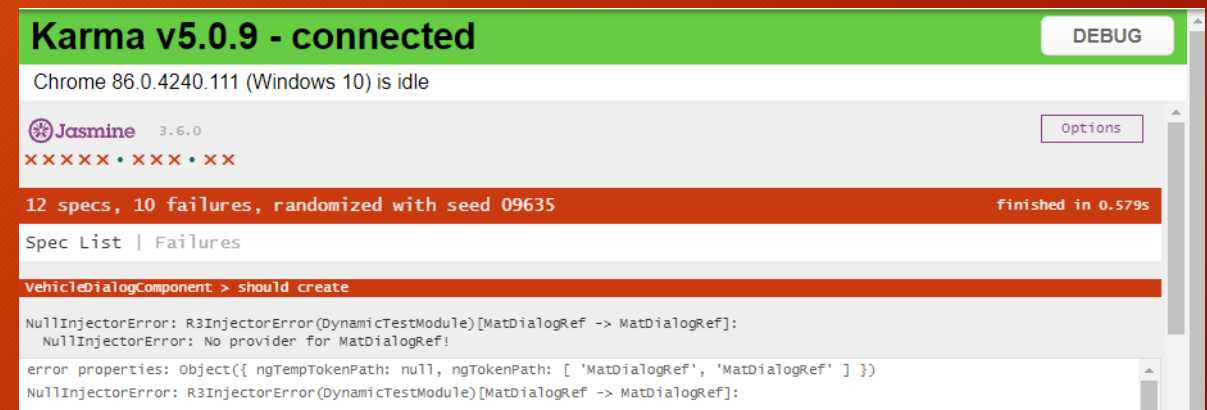 Karma v5.0.9 - connected
DEBUG
Chrome 86.0.4240.111 (Windows 10) is idle
Jasmine 3.6.0
Options
×××××•×××•××
12 specs, 10 failures, randomized with seed 09635
finished in 0.579s
Spec List | Failures
VehicleDialogComponent > should create
NullInjectorError: R3InjectorError(DynamicTestModule)[MatDialogRef -> MatDialogRef]:
NullInjectorError: No provider for MatDialogRef!
error properties: Object({ ngTempTokenPath: null, ngTokenPath: [ 'MatDialogRef', 'MatDialogRef' ] })
NullInjectorError: R3InjectorError(DynamicTestModule)[MatDialogRef -> MatDialogRef]: